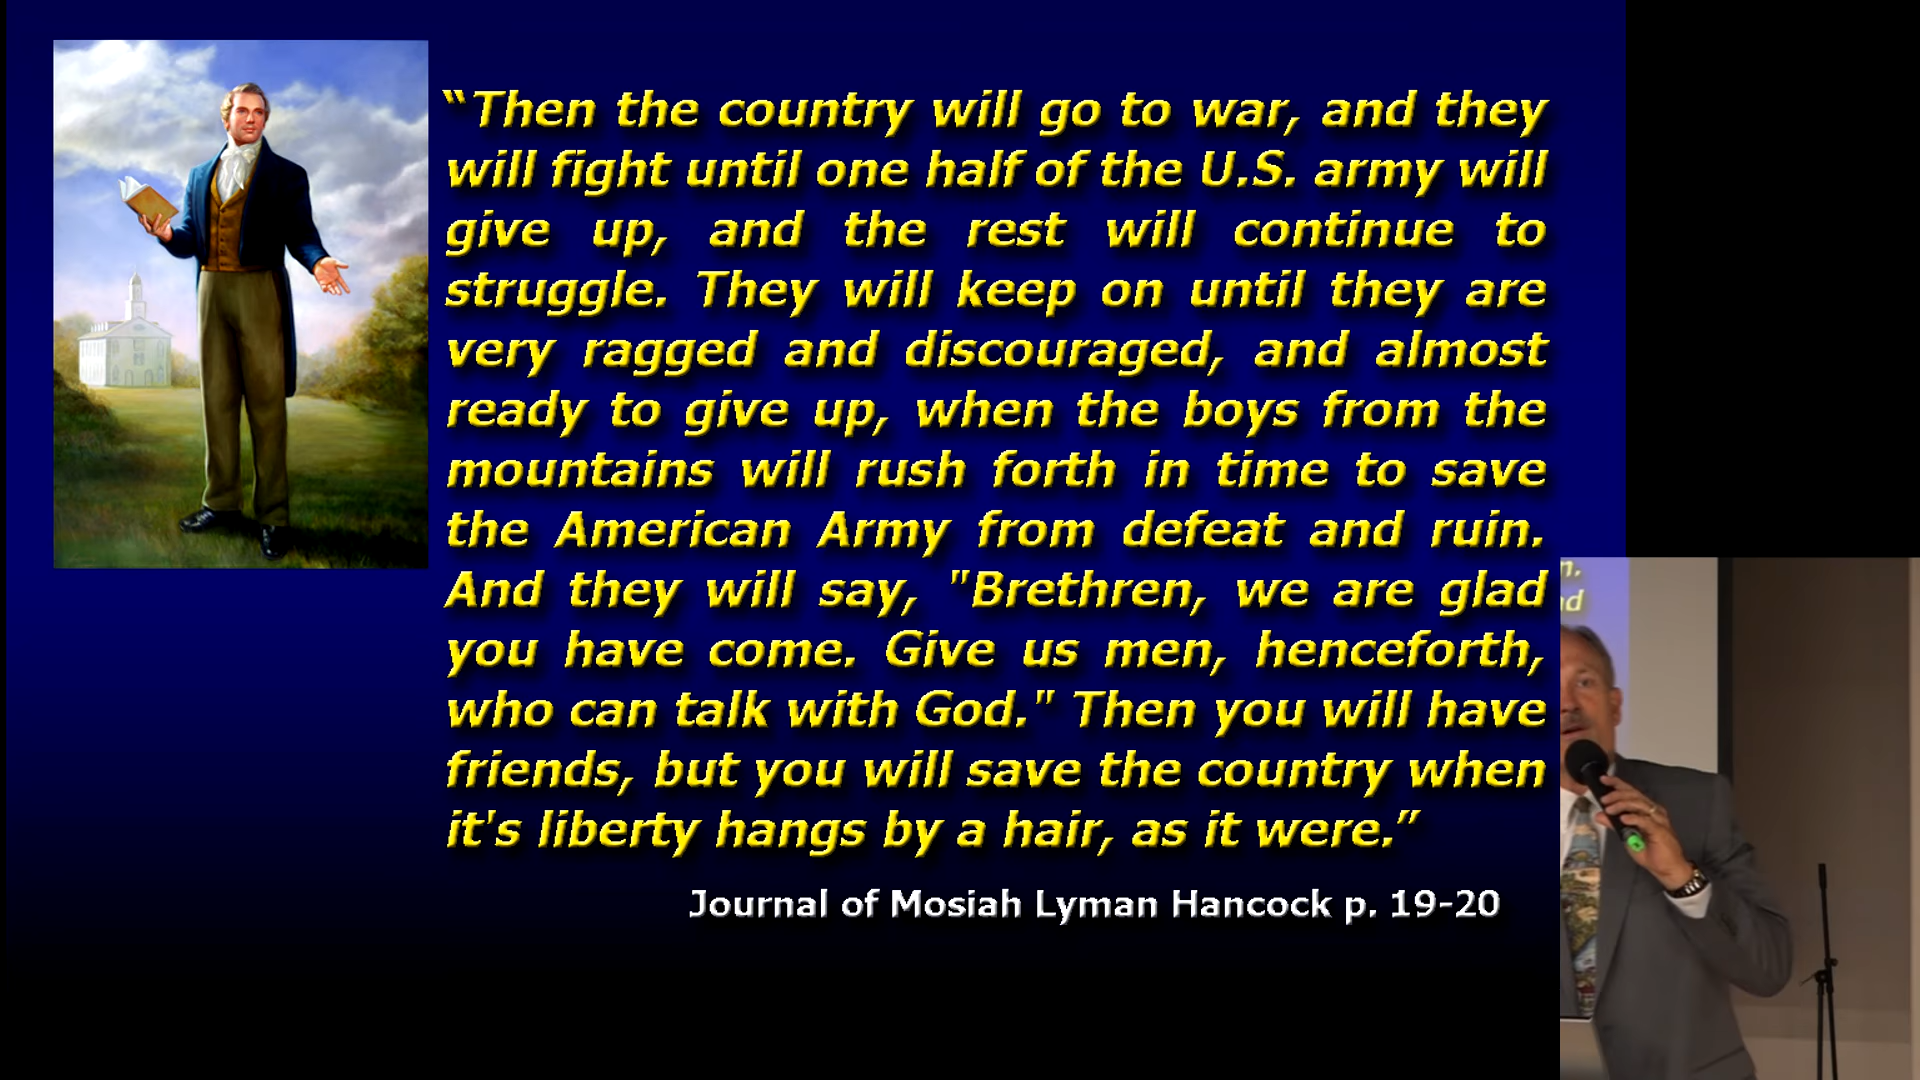 “Then the country will go to war, and they
will fight until one half of the U.S. army will
give up, and the rest will continue to
struggle. They will keep on until they are
very ragged and discouraged, and almost
ready to give up, when the boys from the
mountains will rush forth in time to save
the American Army from defeat and ruin.
And they will say, "Brethren, we are glad
you have come. Give us men, henceforth,
who can talk with God." Then you will have
friends, but you will save the country when
it's liberty hangs by a hair, as it were.”
Journal of Mosiah Lyman Hancock p. 19-20